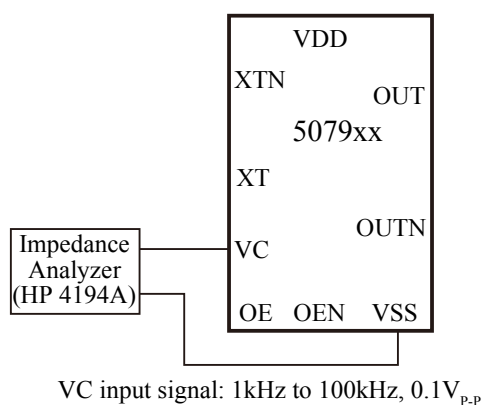 VDD
XTN
OUT
5079xx
XT
OUTN
VC
Impedance
Analyzer
(HP 4194A)
OE OEN VSS
VC input signal: 1kHz to 100kHz, 0.1V_P-P